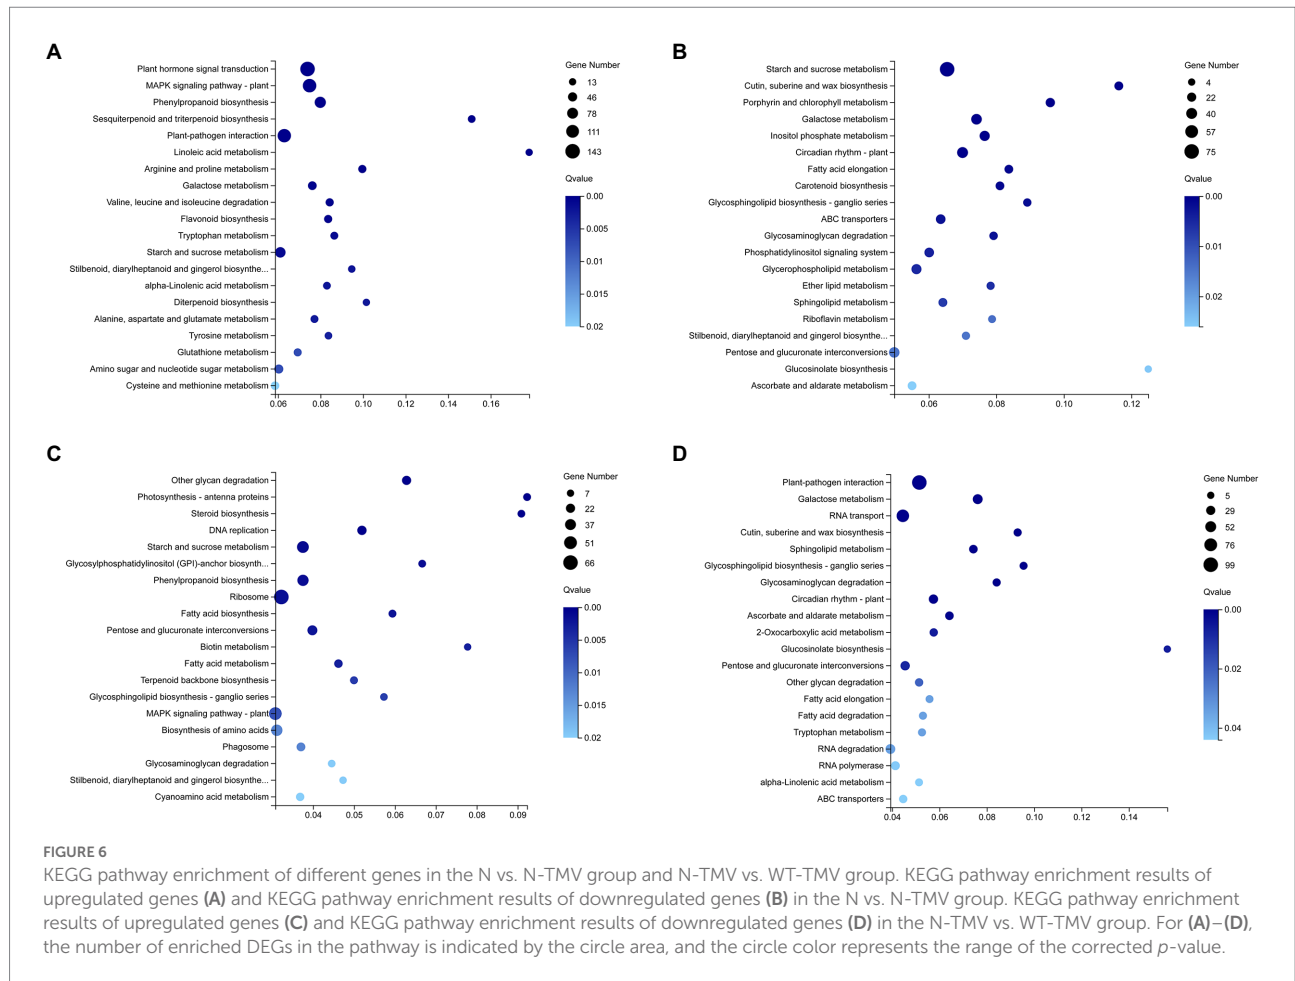 A
Plant hormone signal transduction
MAPK signaling pathway - plant
Phenylpropanoid biosynthesis
Sesquiterpenoid and triterpenoid biosynthesis
Plant-pathogen interaction
Linoleic acid metabolism
Arginine and proline metabolism
Galactose metabolism
Valine, leucine and isoleucine degradation
Flavonoid biosynthesis
Tryptophan metabolism
Starch and sucrose metabolism
Stilbenoid, diarylheptanoid and gingerol biosynthe...
alpha-Linolenic acid metabolism
Diterpenoid biosynthesis
Alanine, aspartate and glutamate metabolism
Tyrosine metabolism
Glutathione metabolism
Amino sugar and nucleotide sugar metabolism
Cysteine and methionine metabolism
0.06 0.08 0.10 0.12 0.14 0.16
Gene Number
13
46
78
111
143
Qvalue
0.00
0.005
0.01
0.015
0.02
B
Starch and sucrose metabolism
Cutin, suberine and wax biosynthesis
Porphyrin and chlorophyll metabolism
Galactose metabolism
Inositol phosphate metabolism
Circadian rhythm - plant
Fatty acid elongation
Carotenoid biosynthesis
Glycosphingolipid biosynthesis - ganglio series
ABC transporters
Glycosaminoglycan degradation
Phosphatidylinositol signaling system
Glycerophospholipid metabolism
Ether lipid metabolism
Sphingolipid metabolism
Riboflavin metabolism
Stilbenoid, diarylheptanoid and gingerol biosynthe...
Pentose and glucuronate interconversions
Glucosinolate biosynthesis
Ascorbate and aldarate metabolism
0.06 0.08 0.10 0.12
Gene Number
4
22
40
57
75
Qvalue
0.00
0.01
0.02
C
Other glycan degradation
Photosynthesis - antenna proteins
Steroid biosynthesis
DNA replication
Starch and sucrose metabolism
Glycosylphosphatidylinositol (GPI)-anchor biosynth...
Phenylpropanoid biosynthesis
Ribosome
Fatty acid biosynthesis
Pentose and glucuronate interconversions
Biotin metabolism
Fatty acid metabolism
Terpenoid backbone biosynthesis
Glycosphingolipid biosynthesis - ganglio series
MAPK signaling pathway - plant
Biosynthesis of amino acids
Phagosome
Glycosaminoglycan degradation
Stilbenoid, diarylheptanoid and gingerol biosynthe...
Cyanoamino acid metabolism
0.04 0.05 0.06 0.07 0.08 0.09
Gene Number
7
22
37
51
66
Qvalue
0.00
0.005
0.01
0.015
0.02
D
Plant-pathogen interaction
Galactose metabolism
RNA transport
Cutin, suberine and wax biosynthesis
Sphingolipid metabolism
Glycosphingolipid biosynthesis - ganglio series
Glycosaminoglycan degradation
Circadian rhythm - plant
Ascorbate and aldarate metabolism
2-Oxocarboxylic acid metabolism
Glucosinolate biosynthesis
Pentose and glucuronate interconversions
Other glycan degradation
Fatty acid elongation
Fatty acid degradation
Tryptophan metabolism
RNA degradation
RNA polymerase
alpha-Linolenic acid metabolism
ABC transporters
0.04 0.06 0.08 0.10 0.12 0.14
Gene Number
5
29
52
76
99
Qvalue
0.00
0.02
0.04
FIGURE 6
KEGG pathway enrichment of different genes in the N vs. N-TMV group and N-TMV vs. WT-TMV group. KEGG pathway enrichment results of
upregulated genes (A) and KEGG pathway enrichment results of downregulated genes (B) in the N vs. N-TMV group. KEGG pathway enrichment
results of upregulated genes (C) and KEGG pathway enrichment results of downregulated genes (D) in the N-TMV vs. WT-TMV group. For (A)–(D),
the number of enriched DEGs in the pathway is indicated by the circle area, and the circle color represents the range of the corrected p-value.